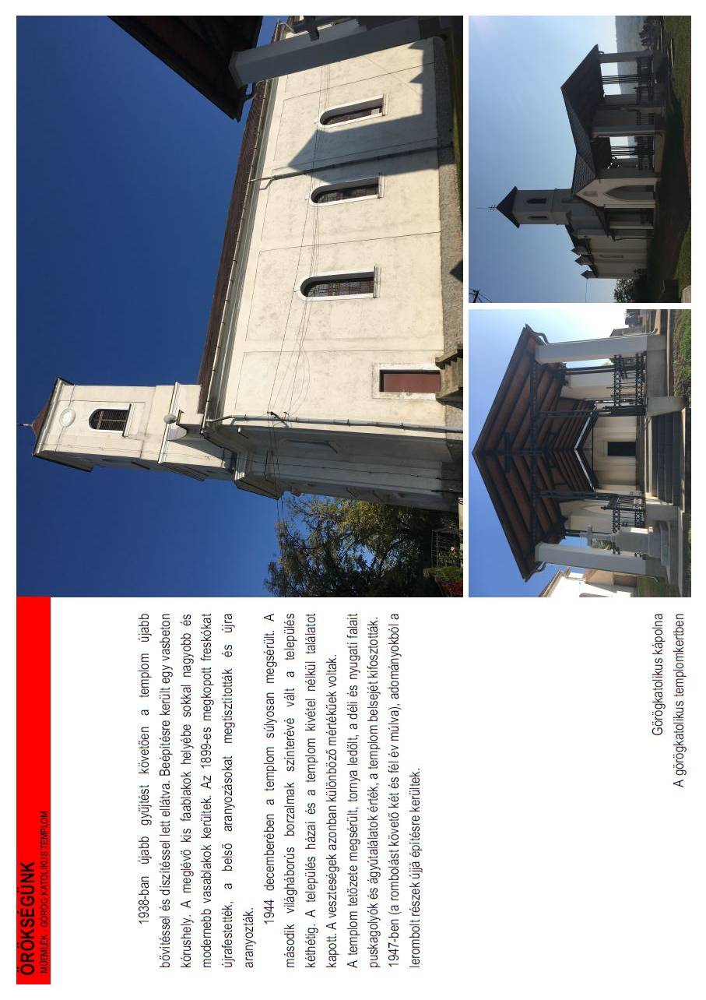 ÖRÖKSÉGÜNK
MŰEMLÉK - GÖRÖG KATOLIKUS TEMPLOM
1938-ban újabb gyűjtést követően a templom újabb
bővítéssel és díszítéssel lett ellátva. Beépítésre került egy vasbeton
kórushely. A meglévő kis faablakok helyébe sokkal nagyobb és
modernebb vasablakok kerültek. Az 1899-es megkopott freskókat
újrafestették, a belső aranyozásokat megtisztították és újra
aranyozták.
1944 decemberében a templom súlyosan megsérült. A
második világháborús borzalmak színterévé vált a település
kéthétig. A település házai és a templom kivétel nélkül találatot
kapott. A veszteségek azonban különböző mértékűek voltak.
A templom tetőzete megsérült, tornya ledőlt, a déli és nyugati falait
puskagolyók és ágyútalálatok érték, a templom belsejét kifosztották.
1947-ben (a rombolást követő két és fél év múlva), adományokból a
lerombolt részek újjá építésre kerültek.
Görögkatolikus kápolna
A görögkatolikus templomkertben